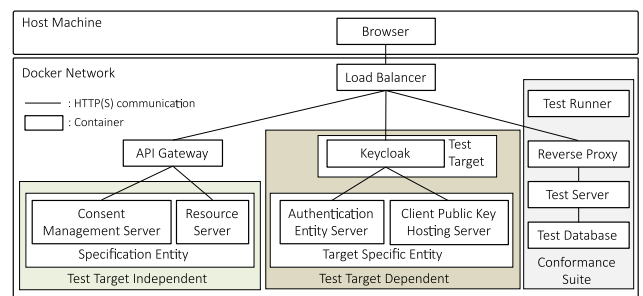 Host Machine
Browser
Docker Network
Load Balancer
: HTTP(S) communication
: Container
Test Runner
API Gateway
Keycloak
Test
Target
Reverse Proxy
Consent
Management Server
Resource
Server
Authentication
Entity Server
Client Public Key
Hosting Server
Test Server
Test Database
Specification Entity
Target Specific Entity
Test Target Independent
Test Target Dependent
Conformance
Suite